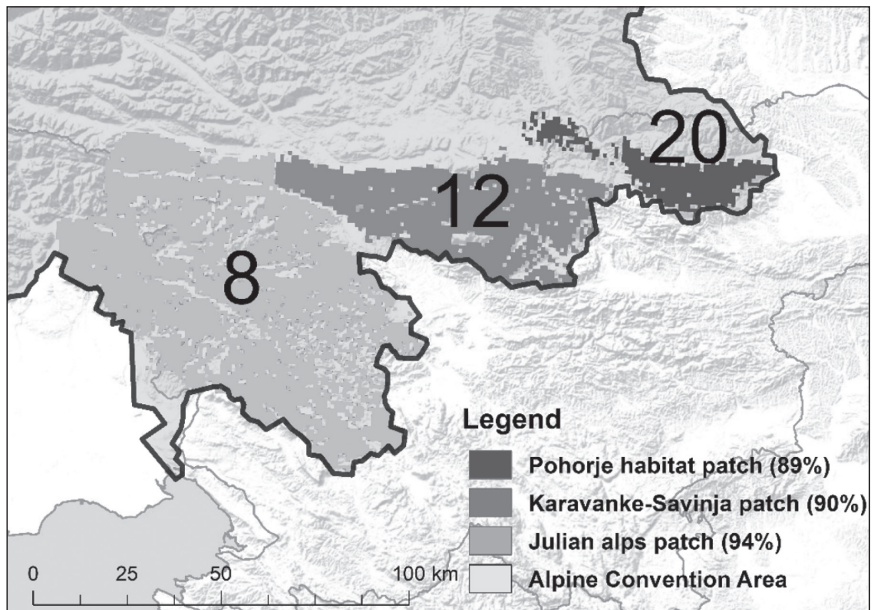 20
12
8
Legend
Pohorje habitat patch (89%)
Karavanke-Savinja patch (90%)
Julian alps patch (94%)
Alpine Convention Area
0 25 50 100 km